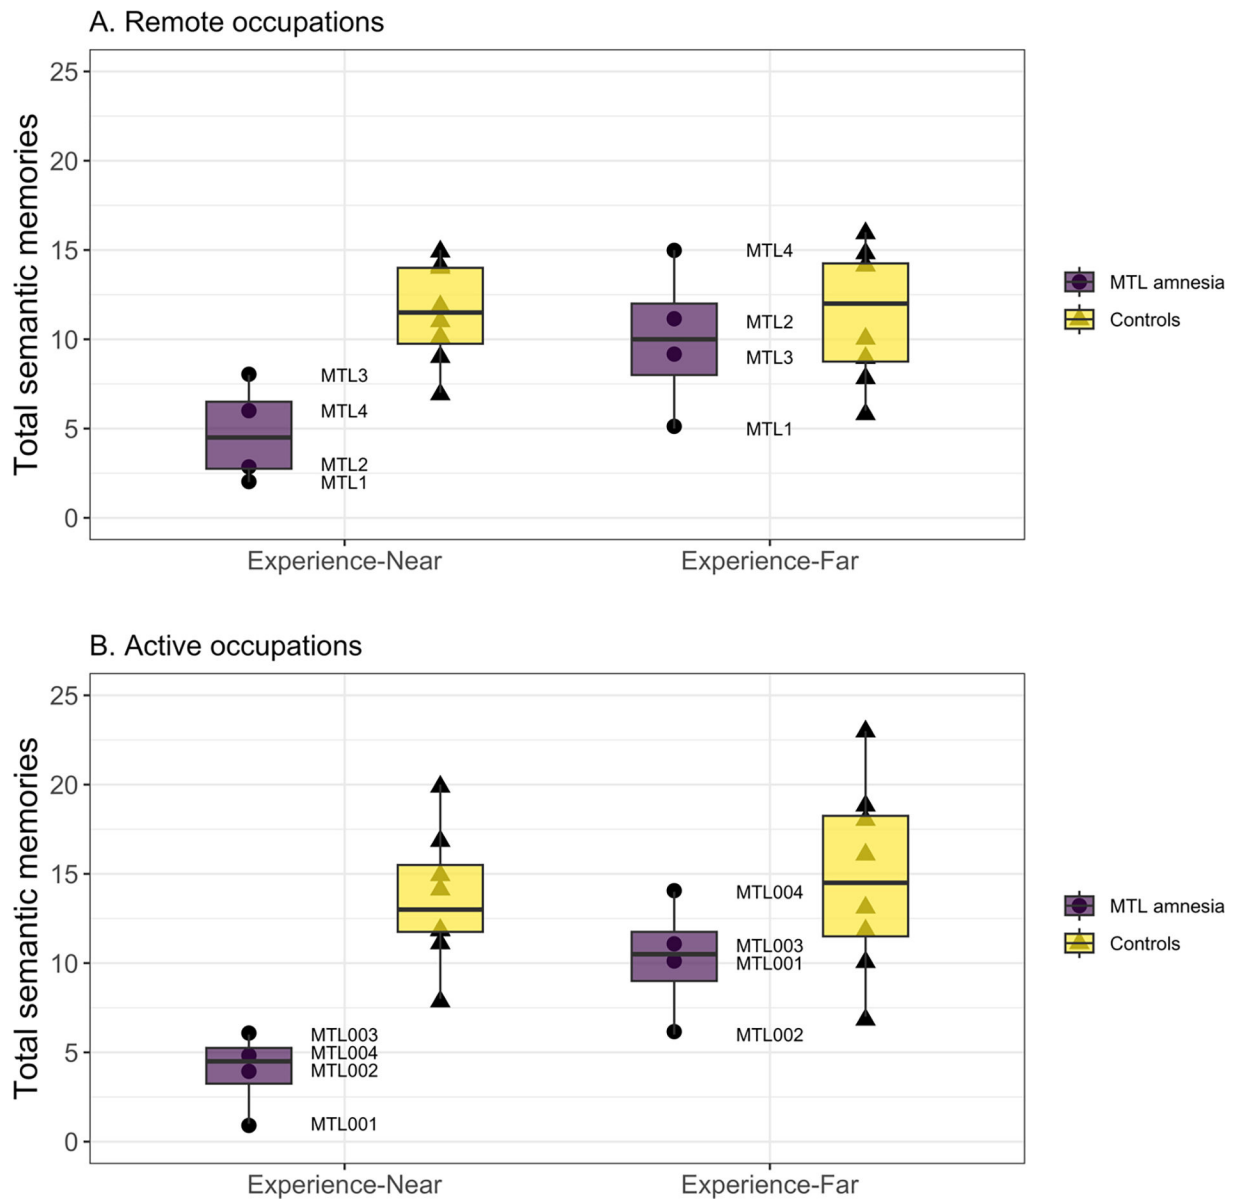 A. Remote occupations
Total semantic memories
25
20
15
10
5
0
MTL3
MTL4
MTL2
MTL1
MTL4
MTL2
MTL3
MTL1
Experience-Near
Experience-Far
MTL amnesia
Controls
B. Active occupations
Total semantic memories
25
20
15
10
5
0
MTL003
MTL004
MTL002
MTL001
MTL004
MTL003
MTL001
MTL002
Experience-Near
Experience-Far
MTL amnesia
Controls